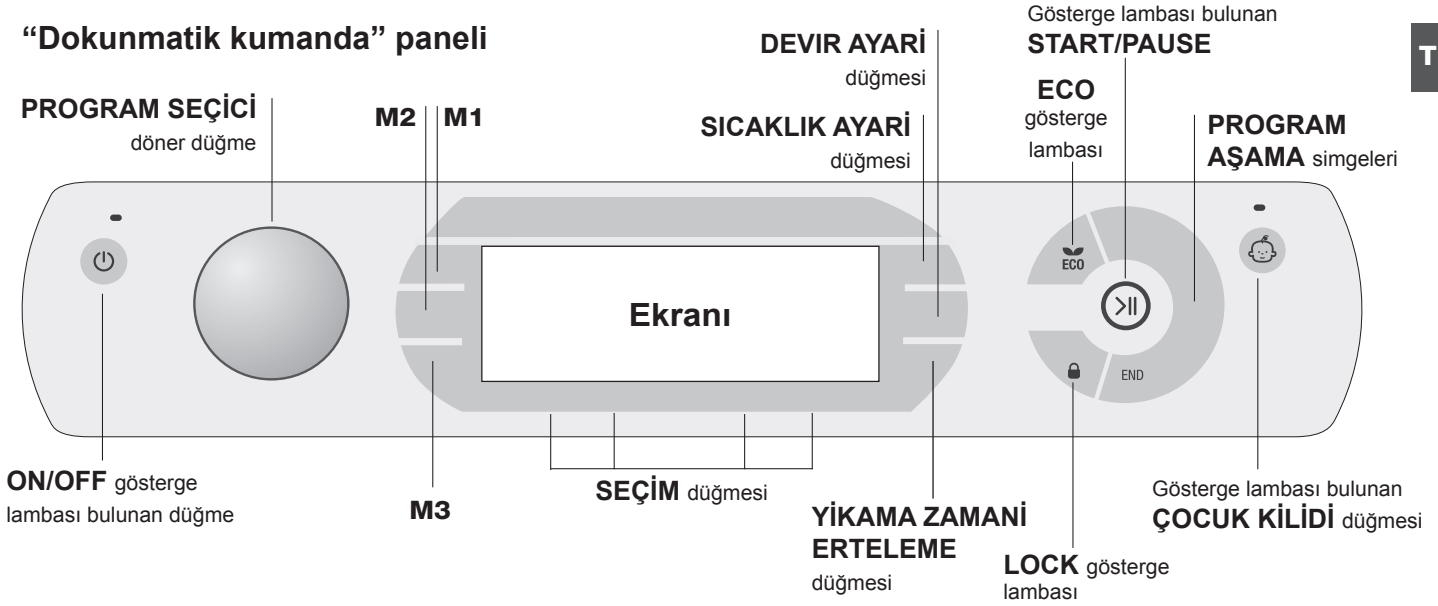 “Dokunmatik kumanda” paneli
PROGRAM SEÇİCİ
döner düğme
M2
M1
DEVIR AYARİ
düğmesi
SICAKLIK AYARİ
düğmesi
Gösterge lambası bulunan
START/PAUSE
ECO
gösterge
lambası
PROGRAM
AŞAMA simgeleri
T
Ekranı
ECO
END
ON/OFF gösterge
lambası bulunan düğme
M3
SEÇİM düğmesi
YİKAMA ZAMANİ
ERTELEME
düğmesi
LOCK gösterge
lambası
Gösterge lambası bulunan
ÇOCUK KİLİDİ düğmesi